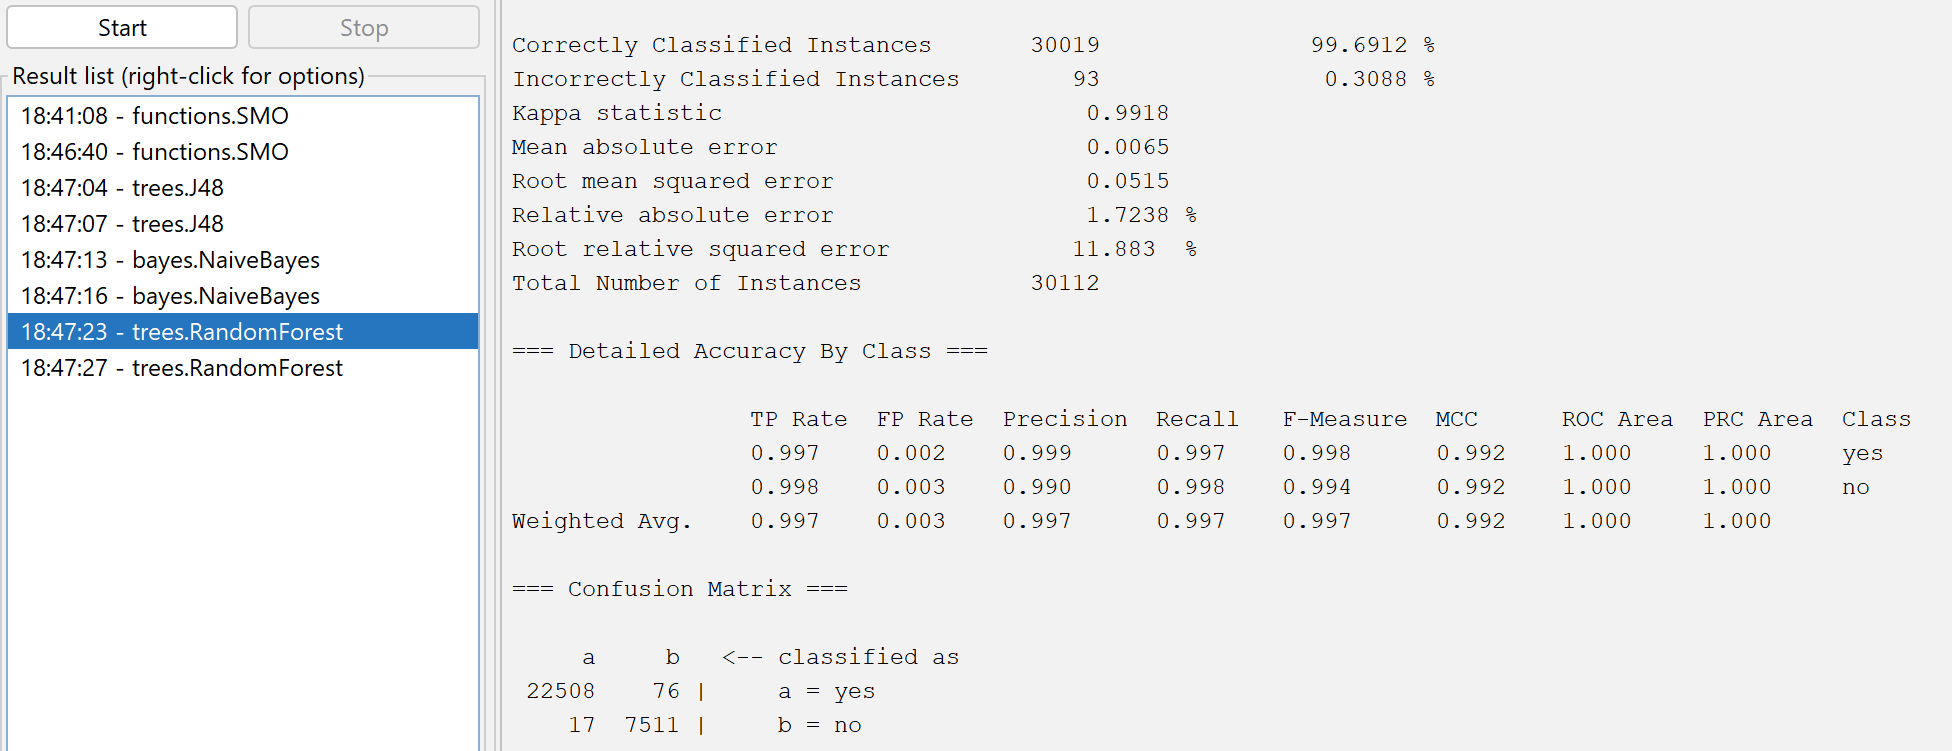 Start Stop
Result list (right-click for options)
18:41:08 - functions.SMO
18:46:40 - functions.SMO
18:47:04 - trees.J48
18:47:07 - trees.J48
18:47:13 - bayes.NaiveBayes
18:47:16 - bayes.NaiveBayes
18:47:23 - trees.RandomForest
18:47:27 - trees.RandomForest
Correctly Classified Instances 30019 99.6912 %
Incorrectly Classified Instances 93 0.3088 %
Kappa statistic 0.9918
Mean absolute error 0.0065
Root mean squared error 0.0515
Relative absolute error 1.7238 %
Root relative squared error 11.883 %
Total Number of Instances 30112
=== Detailed Accuracy By Class ===
TP Rate FP Rate Precision Recall F-Measure MCC ROC Area PRC Area Class
0.997 0.002 0.999 0.997 0.998 0.992 1.000 1.000 yes
0.998 0.003 0.990 0.998 0.994 0.992 1.000 1.000 no
Weighted Avg. 0.997 0.003 0.997 0.997 0.997 0.992 1.000 1.000
=== Confusion Matrix ===
a b <-- classified as
22508 76 | a = yes
17 7511 | b = no